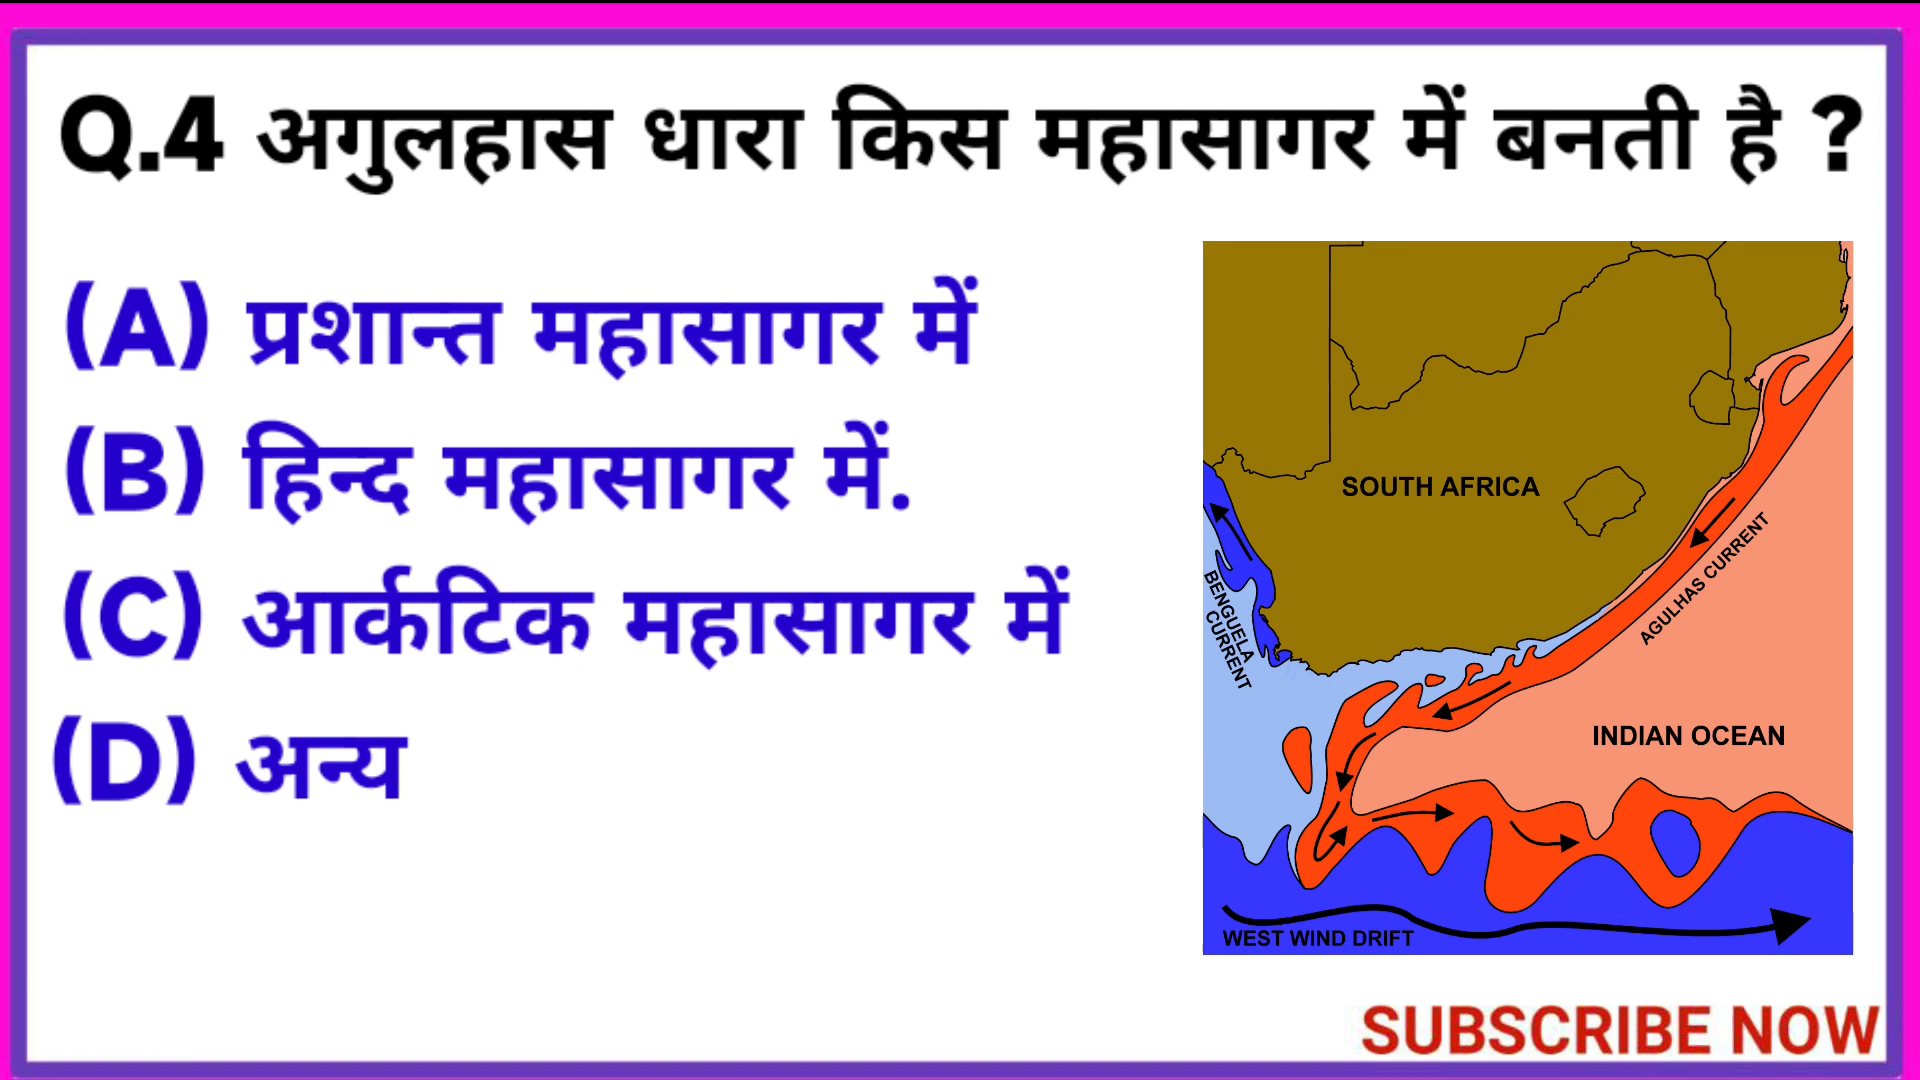 Q.4 अगुलहास धारा किस महासागर में बनती है ?
(A) प्रशान्त महासागर में
(B) हिन्द महासागर में.
(C) आर्कटिक महासागर में
(D) अन्य
SOUTH AFRICA
AGULHAS CURRENT
BENGUELA
CURRENT
INDIAN OCEAN
WEST WIND DRIFT
SUBSCRIBE NOW